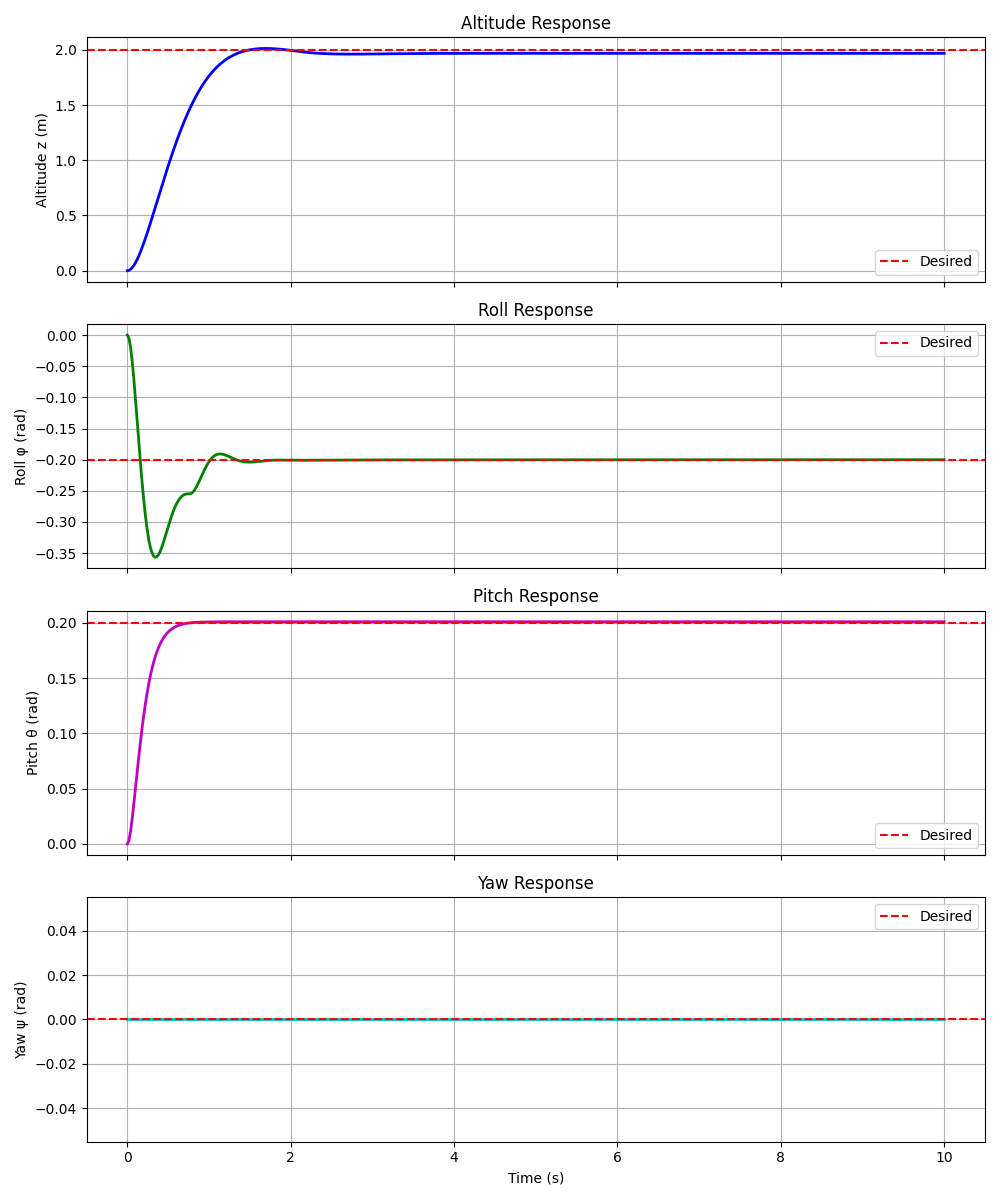 Altitude Response
2.0
1.5
1.0
0.5
0.0
Altitude z (m)
Desired
Roll Response
0.00
−0.05
−0.10
−0.15
−0.20
−0.25
−0.30
−0.35
Roll φ (rad)
Desired
Pitch Response
0.20
0.15
0.10
0.05
0.00
Pitch θ (rad)
Desired
Yaw Response
0.04
0.02
0.00
−0.02
−0.04
Yaw ψ (rad)
Desired
0 2 4 6 8 10
Time (s)